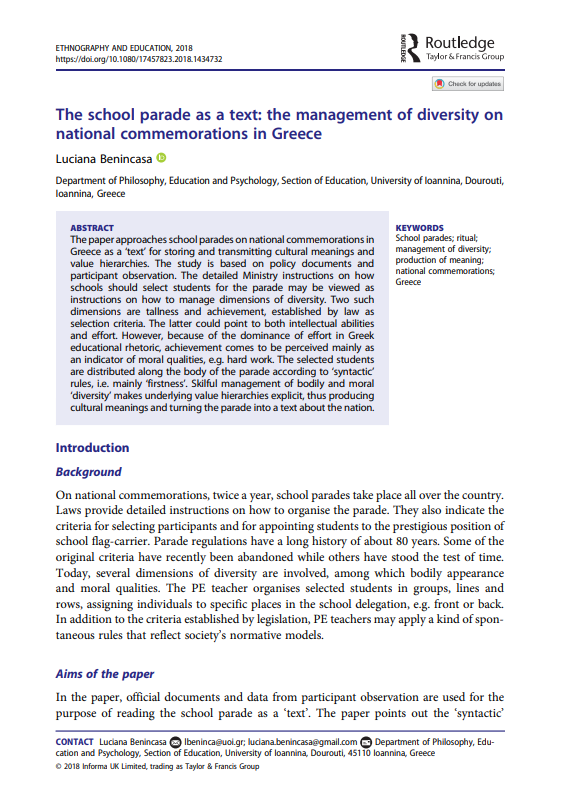 ETHNOGRAPHY AND EDUCATION, 2018
https://doi.org/10.1080/17457823.2018.1434732
ROUTLEDGE
Routledge
Taylor & Francis Group
Check for updates
The school parade as a text: the management of diversity on
national commemorations in Greece
Luciana Benincasa
Department of Philosophy, Education and Psychology, Section of Education, University of Ioannina, Dourouti,
Ioannina, Greece
ABSTRACT
The paper approaches school parades on national commemorations in
Greece as a ‘text’ for storing and transmitting cultural meanings and
value hierarchies. The study is based on policy documents and
participant observation. The detailed Ministry instructions on how
schools should select students for the parade may be viewed as
instructions on how to manage dimensions of diversity. Two such
dimensions are tallness and achievement, established by law as
selection criteria. The latter could point to both intellectual abilities
and effort. However, because of the dominance of effort in Greek
educational rhetoric, achievement comes to be perceived mainly as
an indicator of moral qualities, e.g. hard work. The selected students
are distributed along the body of the parade according to ‘syntactic’
rules, i.e. mainly ‘firstness’. Skilful management of bodily and moral
‘diversity’ makes underlying value hierarchies explicit, thus producing
cultural meanings and turning the parade into a text about the nation.
KEYWORDS
School parades; ritual;
management of diversity;
production of meaning;
national commemorations;
Greece
Introduction
Background
On national commemorations, twice a year, school parades take place all over the country.
Laws provide detailed instructions on how to organise the parade. They also indicate the
criteria for selecting participants and for appointing students to the prestigious position of
school flag-carrier. Parade regulations have a long history of about 80 years. Some of the
original criteria have recently been abandoned while others have stood the test of time.
Today, several dimensions of diversity are involved, among which bodily appearance
and moral qualities. The PE teacher organises selected students in groups, lines and
rows, assigning individuals to specific places in the school delegation, e.g. front or back.
In addition to the criteria established by legislation, PE teachers may apply a kind of spon-
taneous rules that reflect society’s normative models.
Aims of the paper
In the paper, official documents and data from participant observation are used for the
purpose of reading the school parade as a ‘text’. The paper points out the ‘syntactic’
CONTACT Luciana Benincasa lbeninca@uoi.gr; luciana.benincasa@gmail.com Department of Philosophy, Edu-
cation and Psychology, Section of Education, University of Ioannina, Dourouti, 45110 Ioannina, Greece
© 2018 Informa UK Limited, trading as Taylor & Francis Group